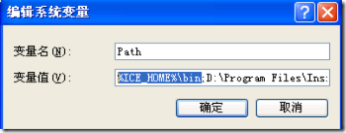 编辑系统变量
变量名(N): Path
变量值(V): %ICE_HOME%\bin;D:\Program Files\Ins
确定 取消